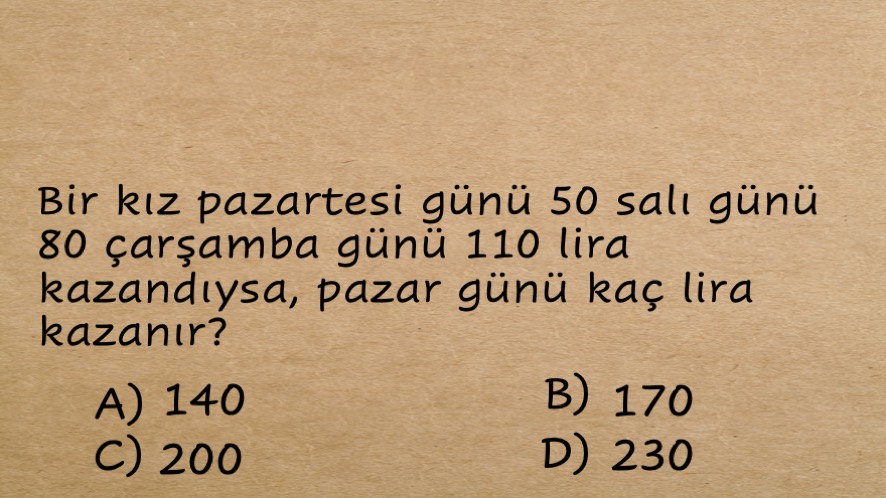 Bir kız pazartesi günü 50 salı günü
80 çarşamba günü 110 lira
kazandıysa, pazar günü kaç lira
kazanır?
A) 140 B) 170
C) 200 D) 230